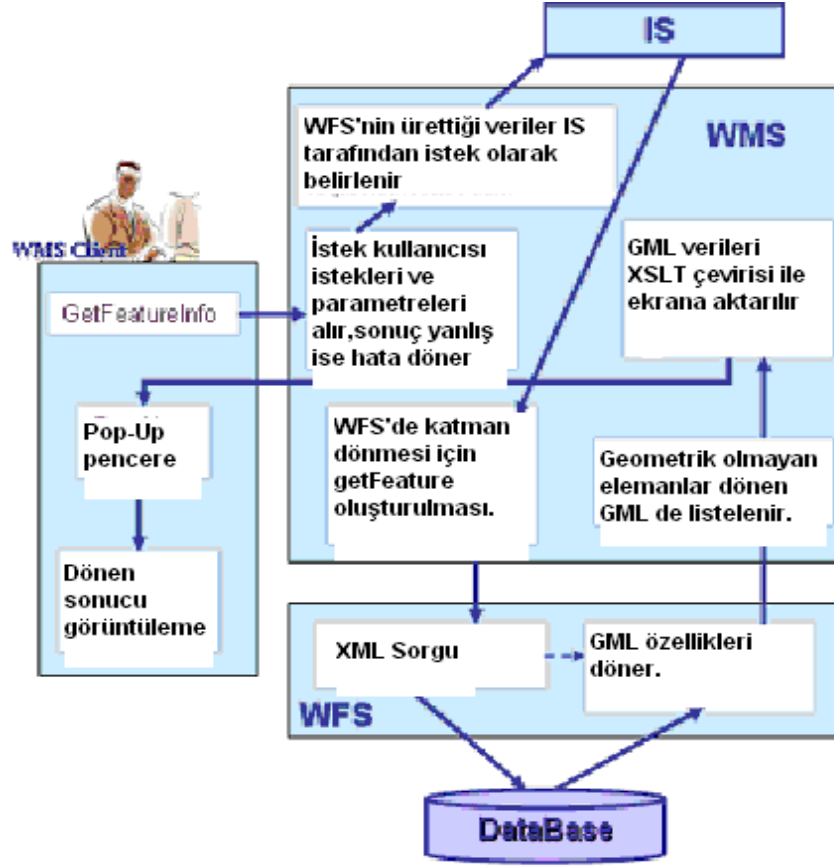 IS
WMS
WFS'nin ürettiği veriler IS
tarafından istek olarak
belirlenir
WMS Client
GetFeatureInfo
İstek kullanıcısı
istekleri ve
parametreleri
alır,sonuç yanlış
ise hata döner
GML verileri
XSLT çevirisi ile
ekrana aktarılır
Pop-Up
pencere
WFS'de katman
dönmesi için
getFeature
oluşturulması.
Geometrik olmayan
elemanlar dönen
GML de listelenir.
Dönen
sonucu
görüntüleme
XML Sorgu
GML özellikleri
döner.
WFS
DataBase